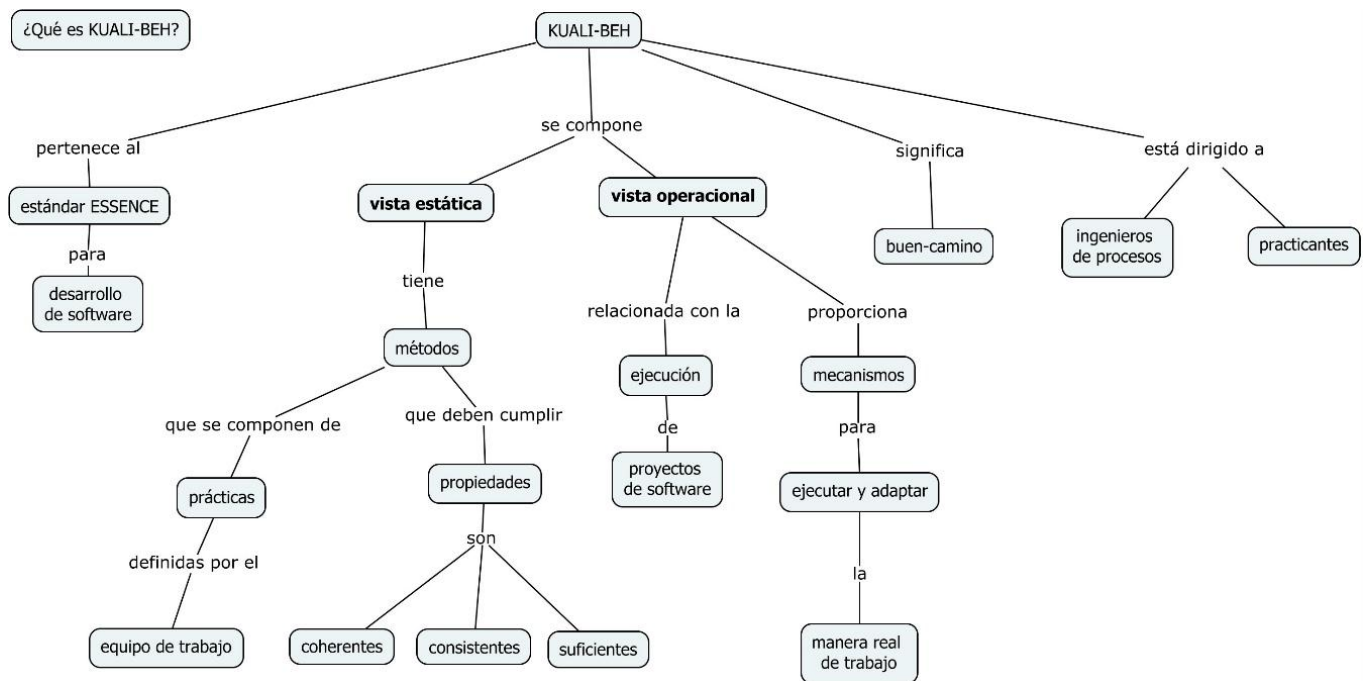 ¿Qué es KUALI-BEH?
KUALI-BEH
se compone
pertenece al
significa
está dirigido a
estándar ESSENCE
vista estática
vista operacional
buen-camino
ingenieros
de procesos
practicantes
para
desarrollo
de software
tiene
relacionada con la
proporciona
métodos
ejecución
mecanismos
que se componen de
que deben cumplir
de
para
prácticas
propiedades
proyectos
de software
ejecutar y adaptar
definidas por el
son
la
equipo de trabajo
coherentes
consistentes
suficientes
manera real
de trabajo